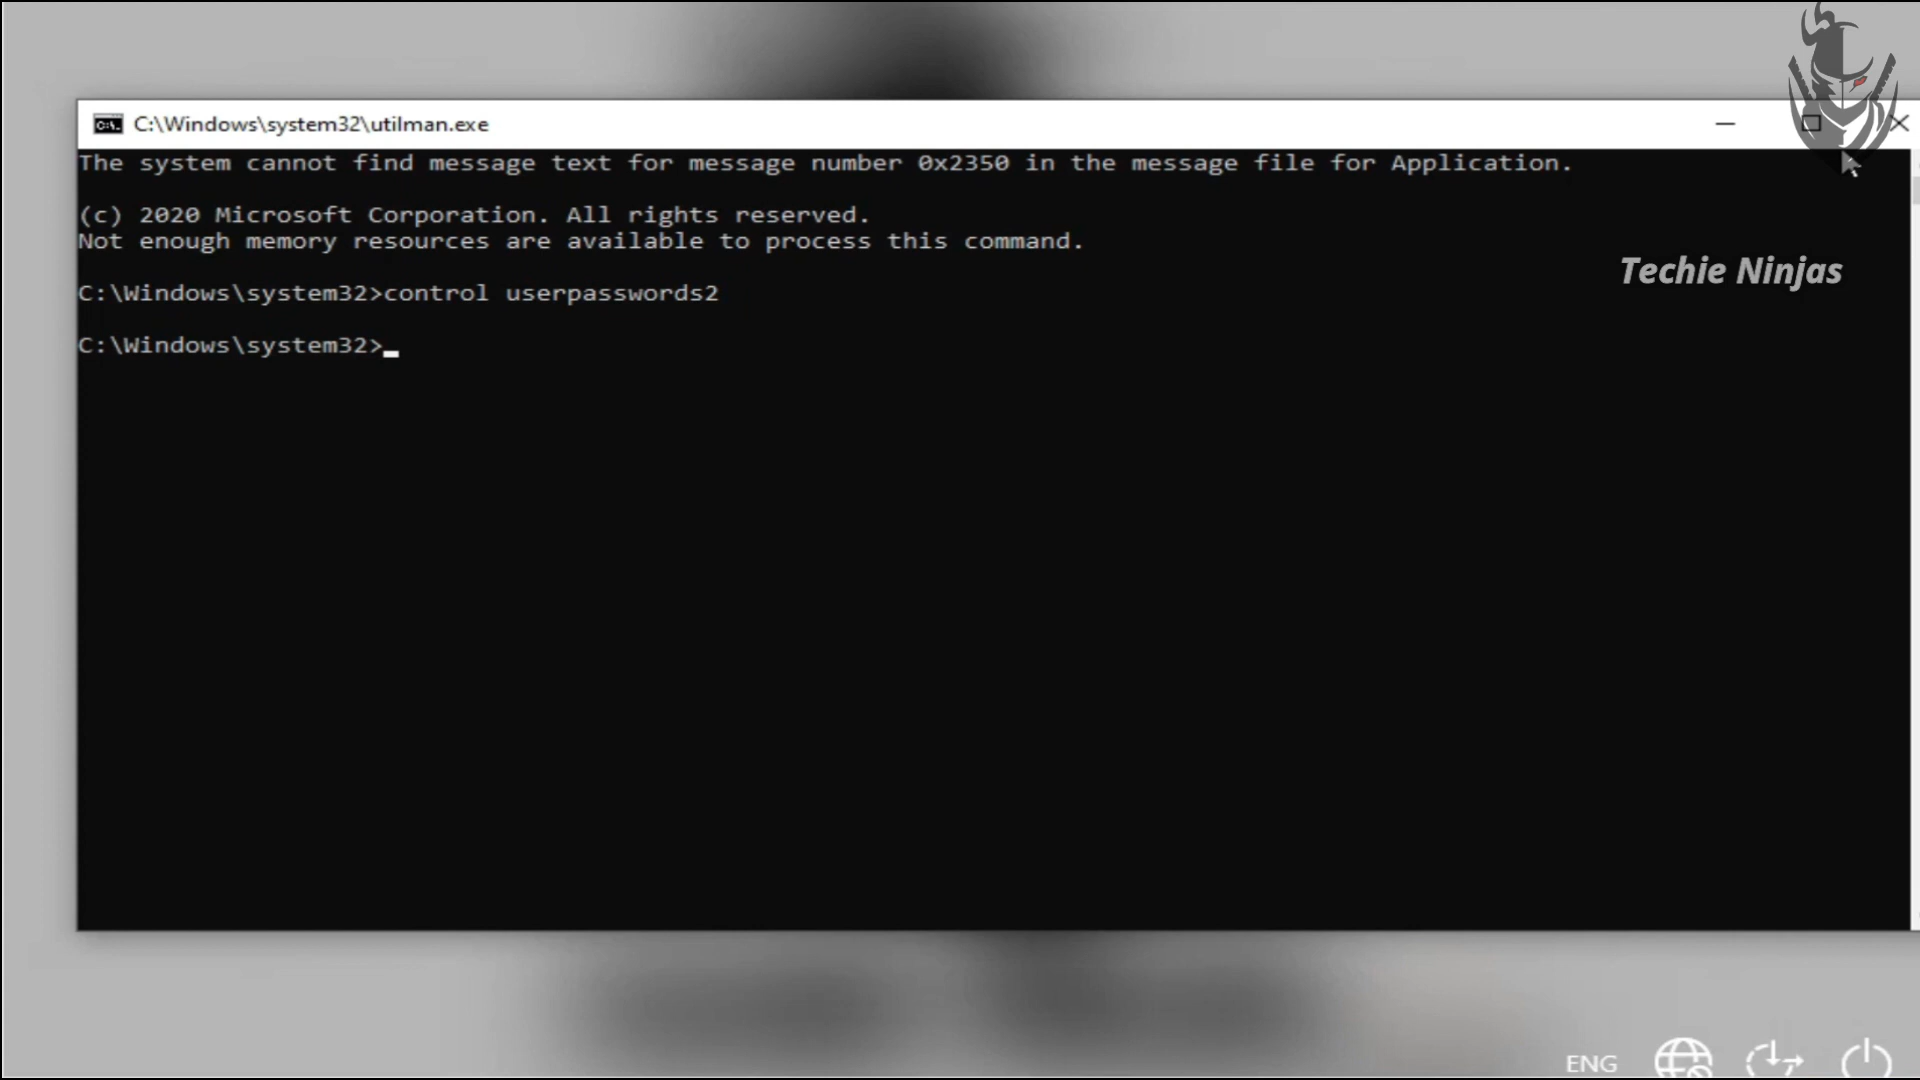 C:\Windows\system32\utilman.exe
The system cannot find message text for message number 0x2350 in the message file for Application.
(c) 2020 Microsoft Corporation. All rights reserved.
Not enough memory resources are available to process this command.
Techie Ninjas
C:\Windows\system32>control userpasswords2
C:\Windows\system32>
ENG